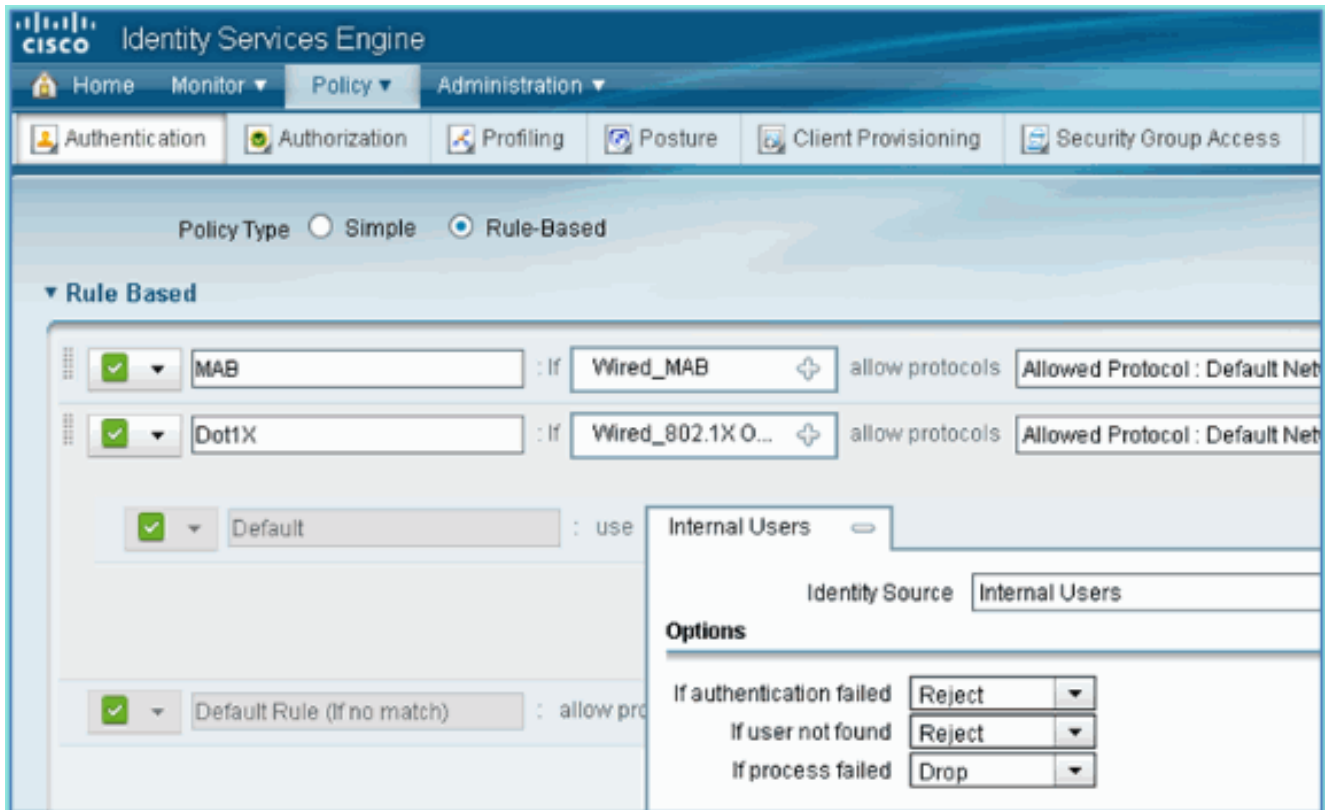 CISCO Identity Services Engine
Home Monitor Policy Administration
Authentication Authorization Profiling Posture Client Provisioning Security Group Access
Policy Type Simple Rule-Based
Rule Based
MAB : If Wired_MAB allow protocols Allowed Protocol : Default Net
Dot1X : If Wired_802.1X O... allow protocols Allowed Protocol : Default Net
Default : use Internal Users
Identity Source Internal Users
Options
If authentication failed Reject
If user not found Reject
If process failed Drop
Default Rule (If no match) : allow pro